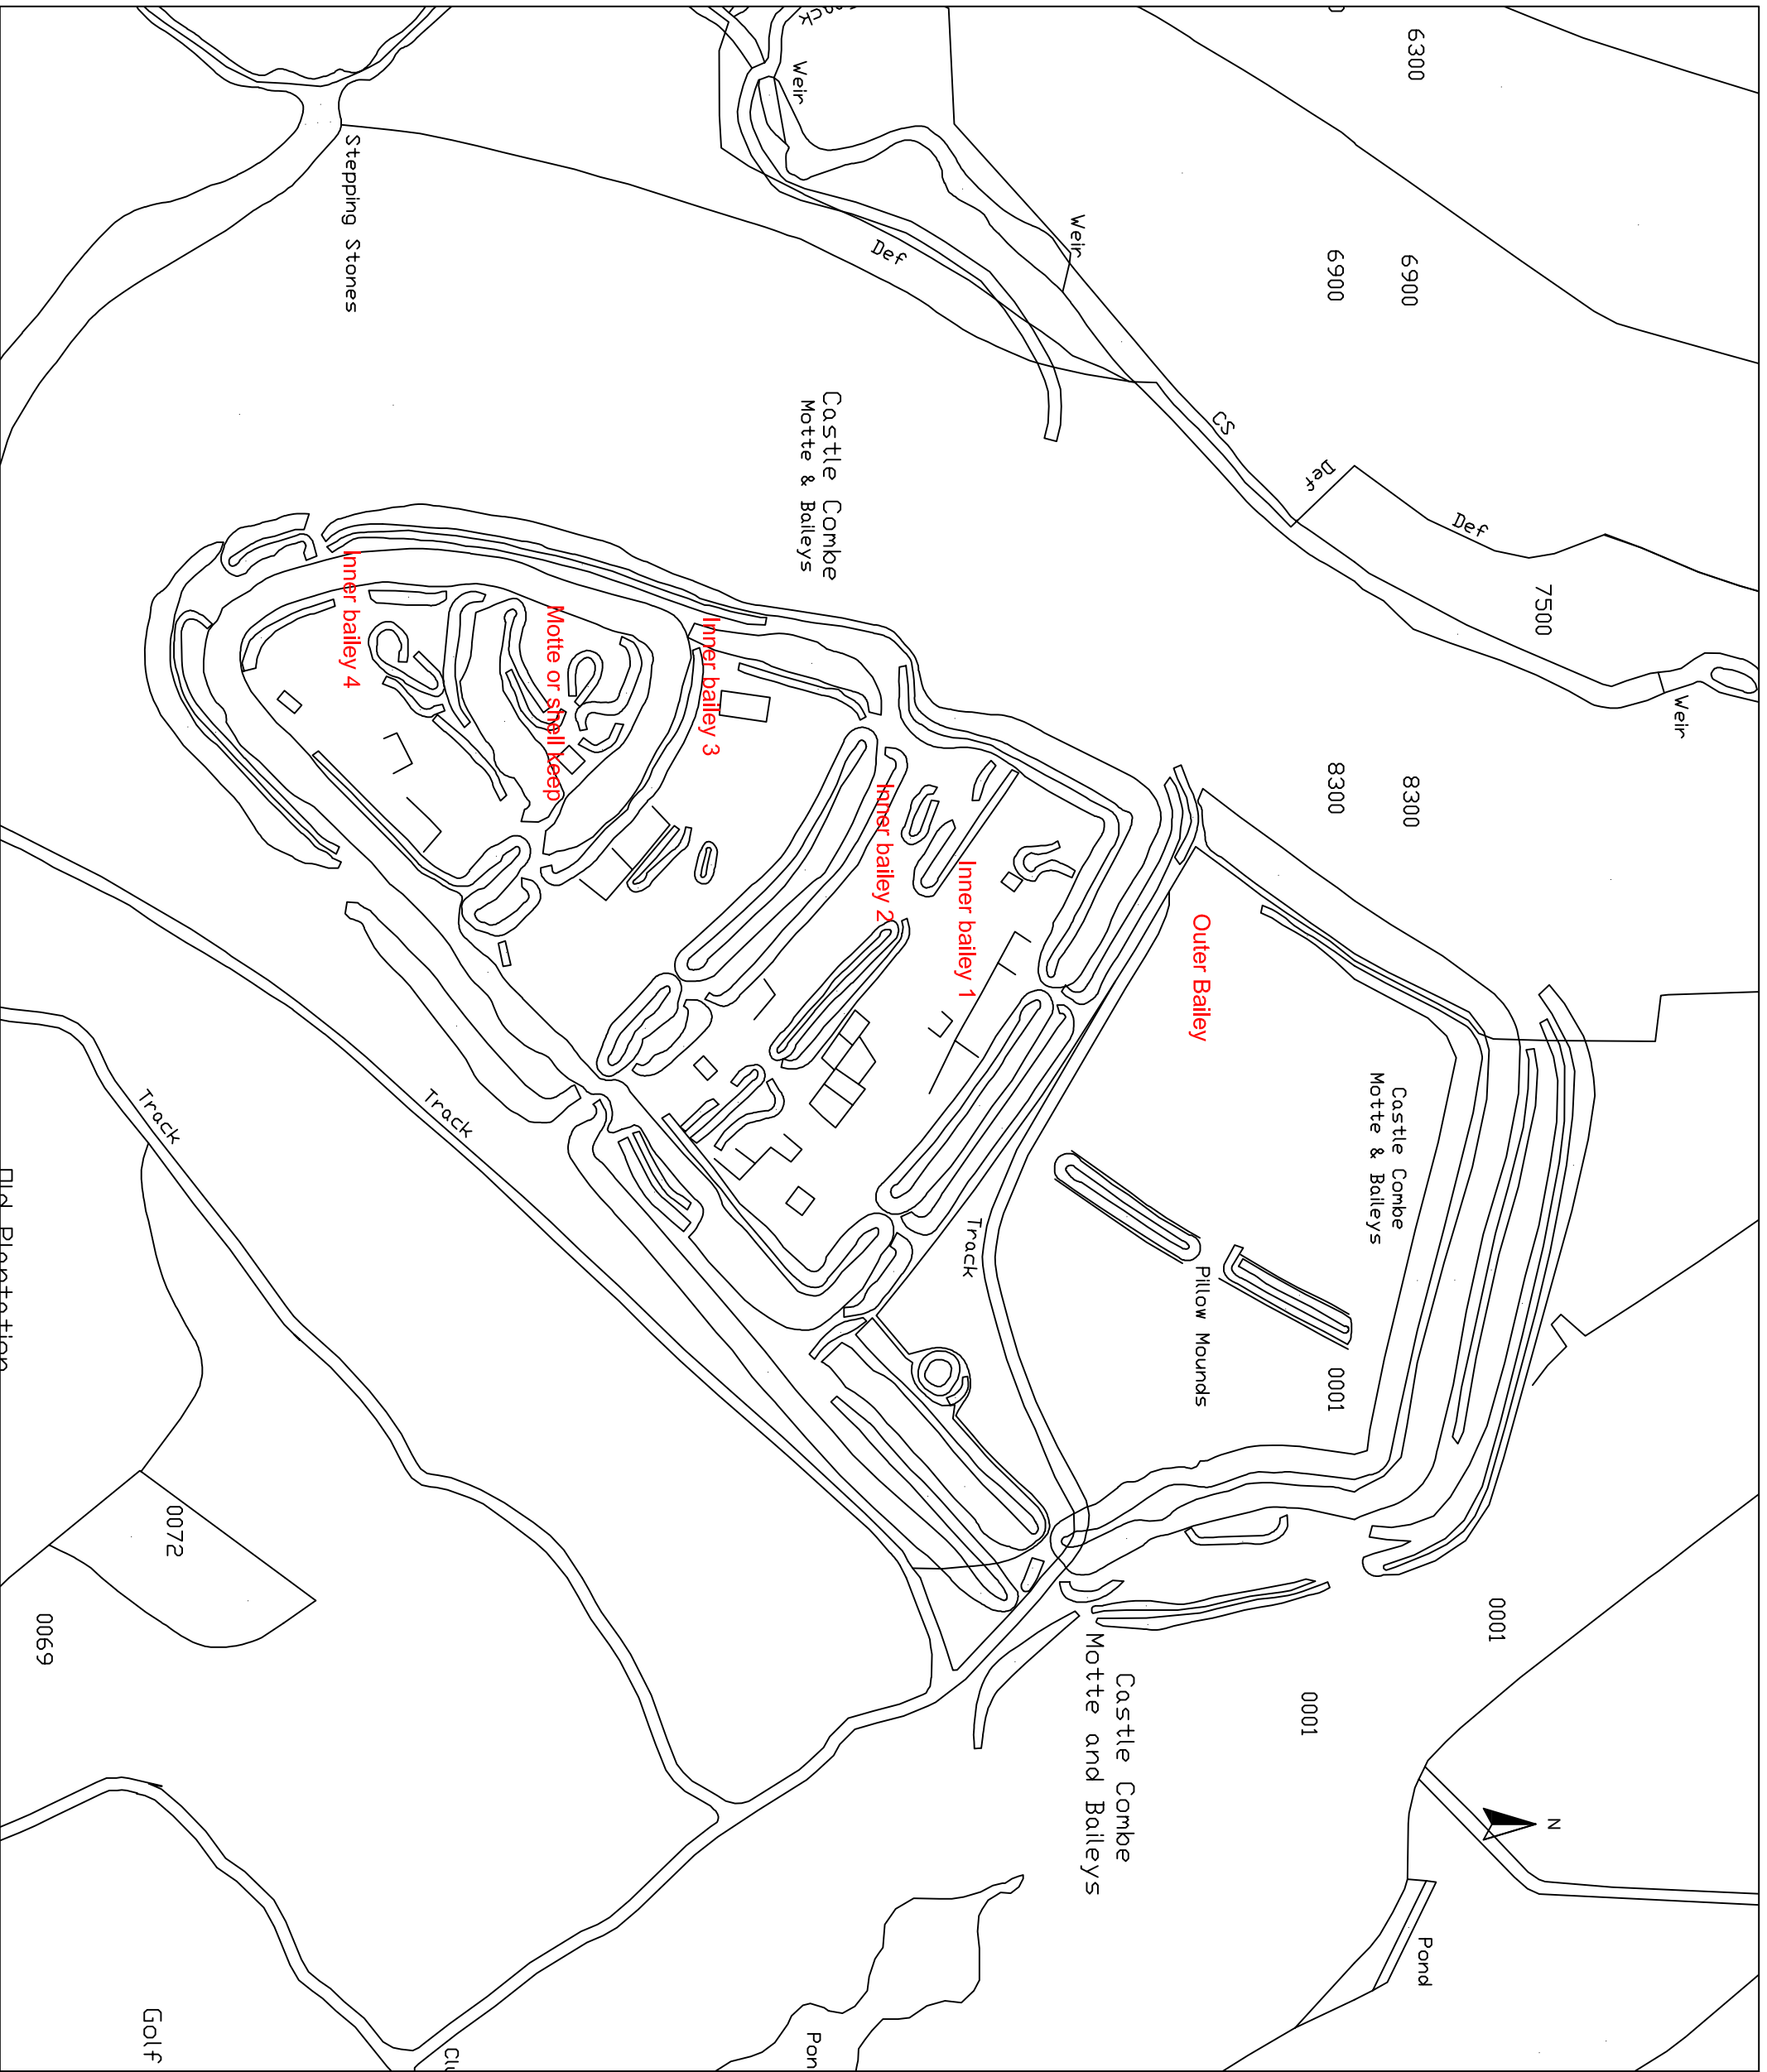 6300
6900
6900
Weir
Weir
Stepping Stones
Def
CS
Def
Def
7500
Weir
8300
8300
Castle Combe
Motte & Baileys
Inner bailey 4
Motte or shell keep
Inner bailey 3
Inner bailey 2
Inner bailey 1
Outer Bailey
Castle Combe
Motte & Baileys
Pillow Mounds
0001
Track
Track
Track
0001
0001
Castle Combe
Motte and Baileys
N
0072
0069
Pond
Golf